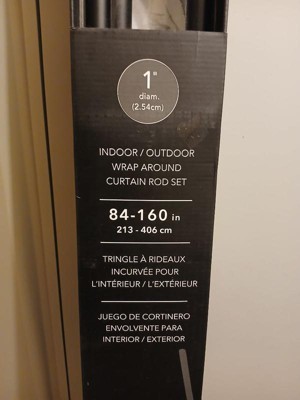 1"
diam.
(2.54cm)
INDOOR / OUTDOOR
WRAP AROUND
CURTAIN ROD SET
84-160 in
213 - 406 cm
TRINGLE À RIDEAUX
INCURVÉE POUR
L'INTÉRIEUR / L'EXTÉRIEUR
JUEGO DE CORTINERO
ENVOLVENTE PARA
INTERIOR / EXTERIOR